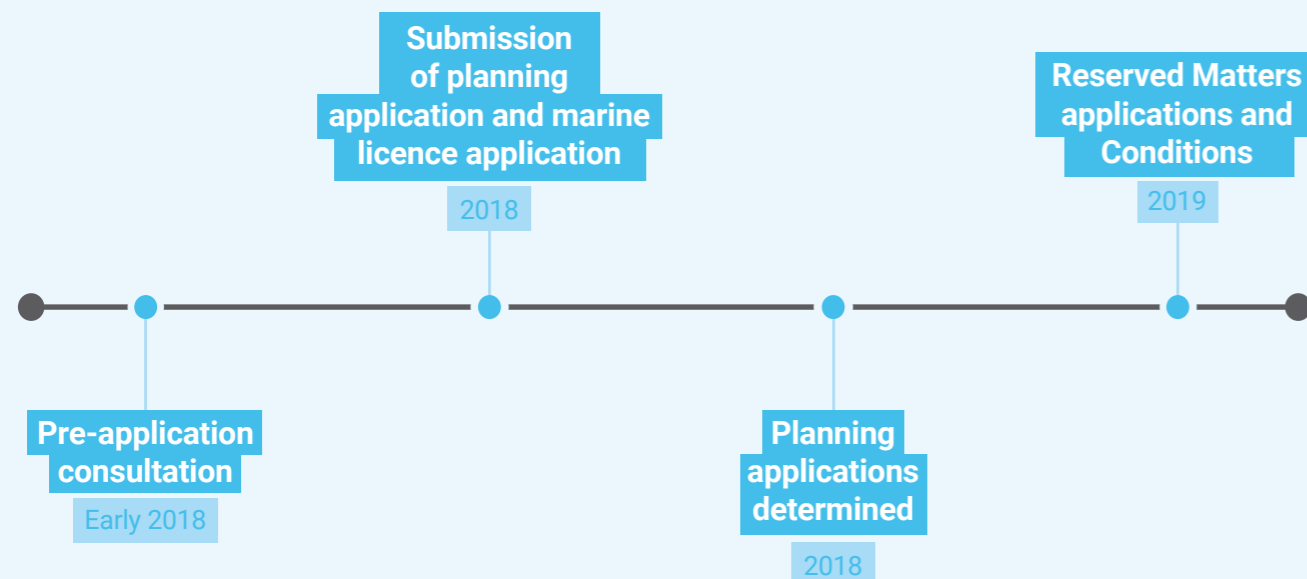 Pre-application
consultation
Early 2018
Submission
of planning
application and marine
licence application
2018
Planning
applications
determined
2018
Reserved Matters
applications and
Conditions
2019